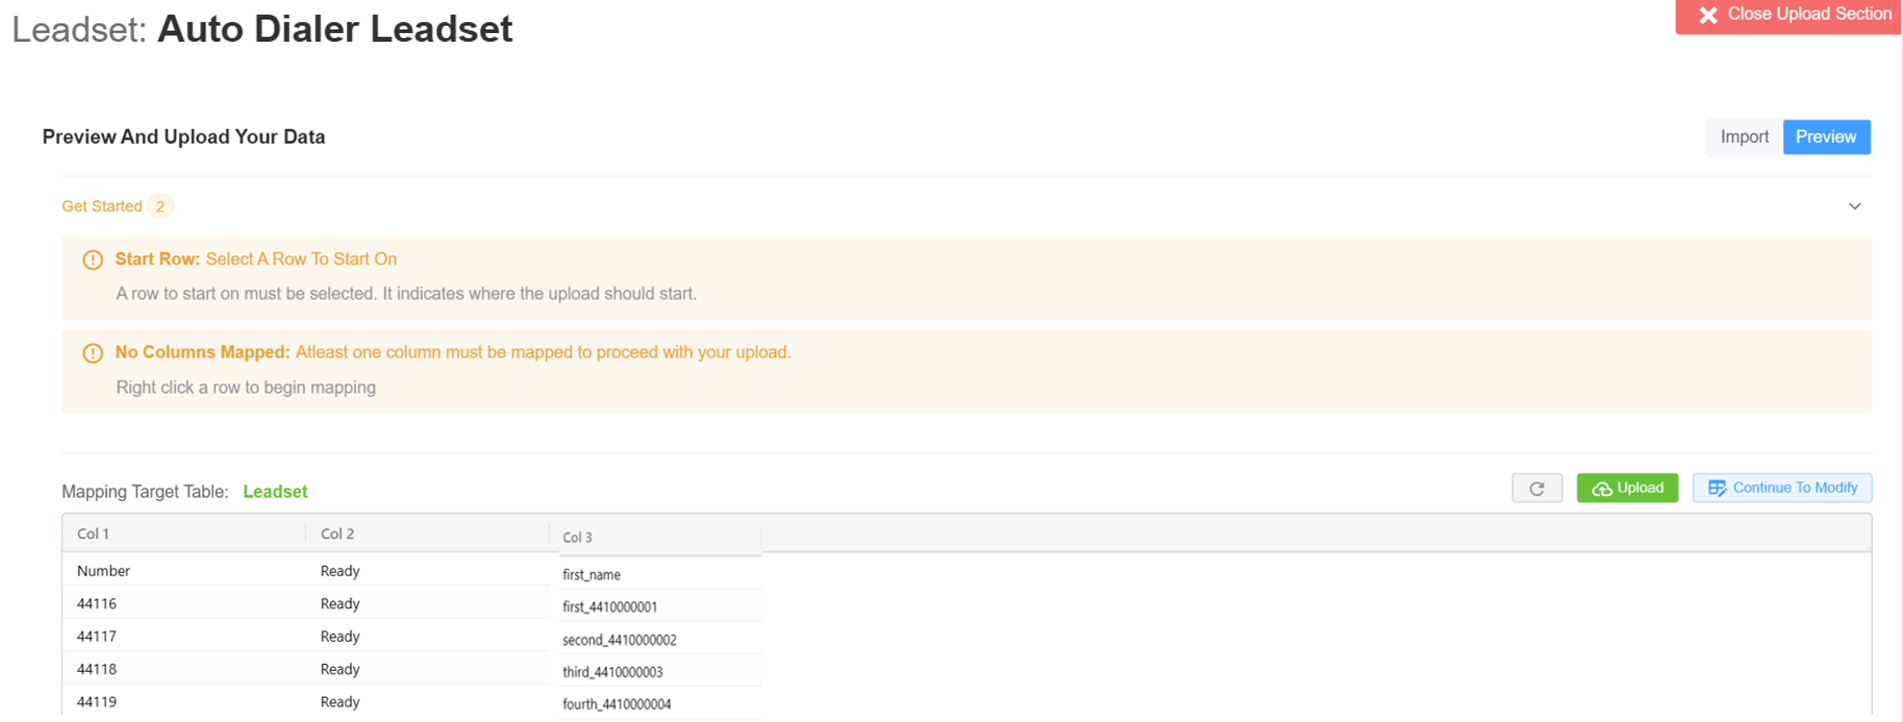 Leadset: Auto Dialer Leadset
Close Upload Section
Preview And Upload Your Data
Import
Preview
Get Started 2
Start Row: Select A Row To Start On
A row to start on must be selected. It indicates where the upload should start.
No Columns Mapped: Atleast one column must be mapped to proceed with your upload.
Right click a row to begin mapping
Mapping Target Table: Leadset
Upload
Continue To Modify
Col 1 Col 2 Col 3
Number Ready first_name
44116 Ready first_4410000001
44117 Ready second_4410000002
44118 Ready third_4410000003
44119 Ready fourth_4410000004